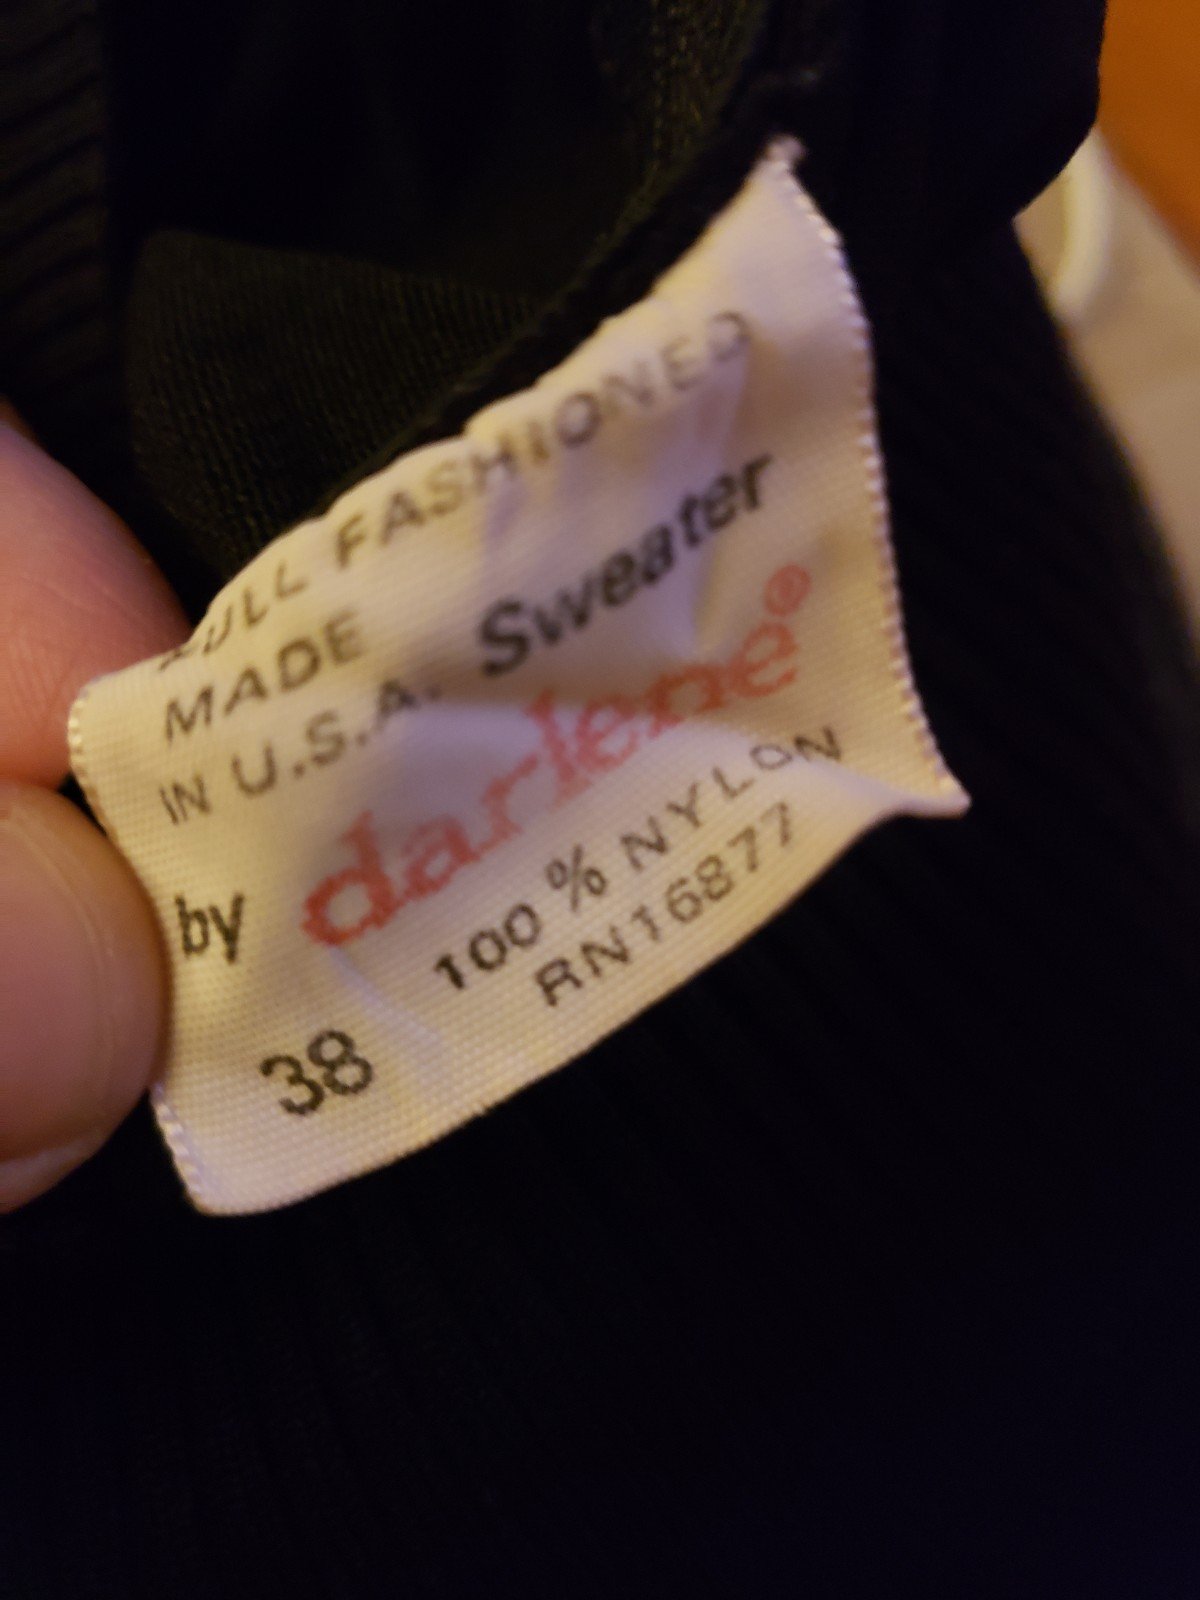 FULL FASHIONED
MADE
IN U.S.A. Sweater
by darlene®
100% NYLON
RN16877
38